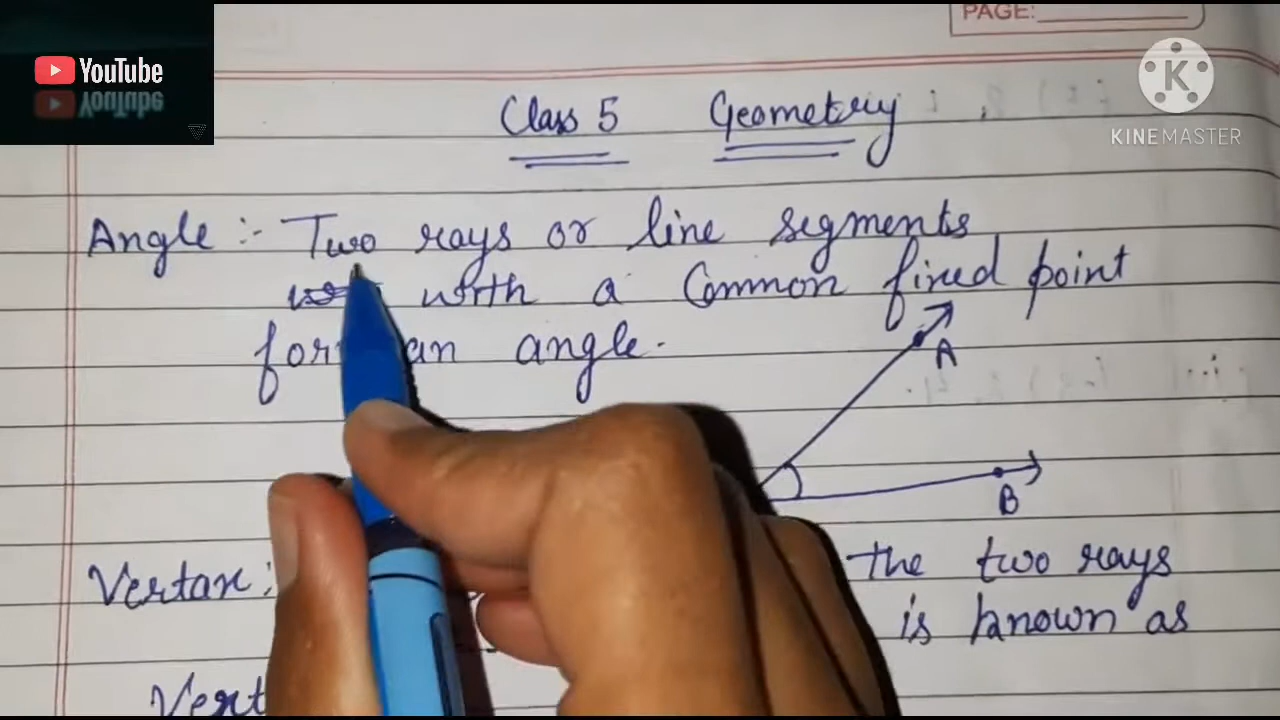 PAGE:
YouTube
KINEMASTER
Class 5 Geometry
Angle :- Two rays or line segments
with a Common fixed point
an angle.
A
B
Vertax:
the two rays
is known as